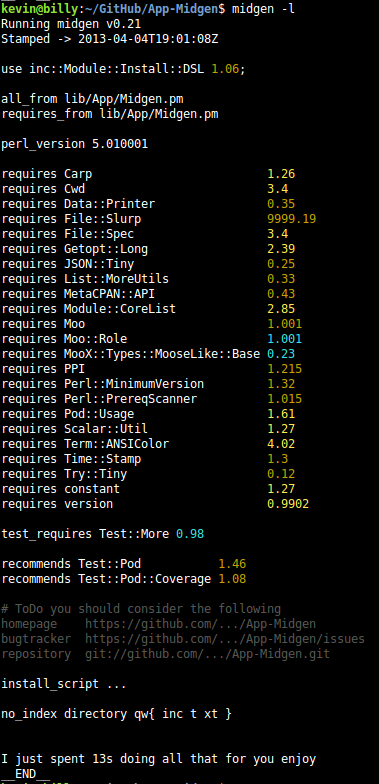 kevin@billy:~/GitHub/App-Midgen$ midgen -l
Running midgen v0.21
Stamped -> 2013-04-04T19:01:08Z
use inc::Module::Install::DSL 1.06;
all_from lib/App/Midgen.pm
requires_from lib/App/Midgen.pm
perl_version 5.010001
requires Carp 1.26
requires Cwd 3.4
requires Data::Printer 0.35
requires File::Slurp 9999.19
requires File::Spec 3.4
requires Getopt::Long 2.39
requires JSON::Tiny 0.25
requires List::MoreUtils 0.33
requires MetaCPAN::API 0.43
requires Module::CoreList 2.85
requires Moo 1.001
requires Moo::Role 1.001
requires MooX::Types::MooseLike::Base 0.23
requires PPI 1.215
requires Perl::MinimumVersion 1.32
requires Perl::PrereqScanner 1.015
requires Pod::Usage 1.61
requires Scalar::Util 1.27
requires Term::ANSIColor 4.02
requires Time::Stamp 1.3
requires Try::Tiny 0.12
requires constant 1.27
requires version 0.9902
test_requires Test::More 0.98
recommends Test::Pod 1.46
recommends Test::Pod::Coverage 1.08
# ToDo you should consider the following
homepage https://github.com/.../App-Midgen
bugtracker https://github.com/.../App-Midgen/issues
repository git://github.com/.../App-Midgen.git
install_script ...
no_index directory qw{ inc t xt }
I just spent 13s doing all that for you enjoy
__END__